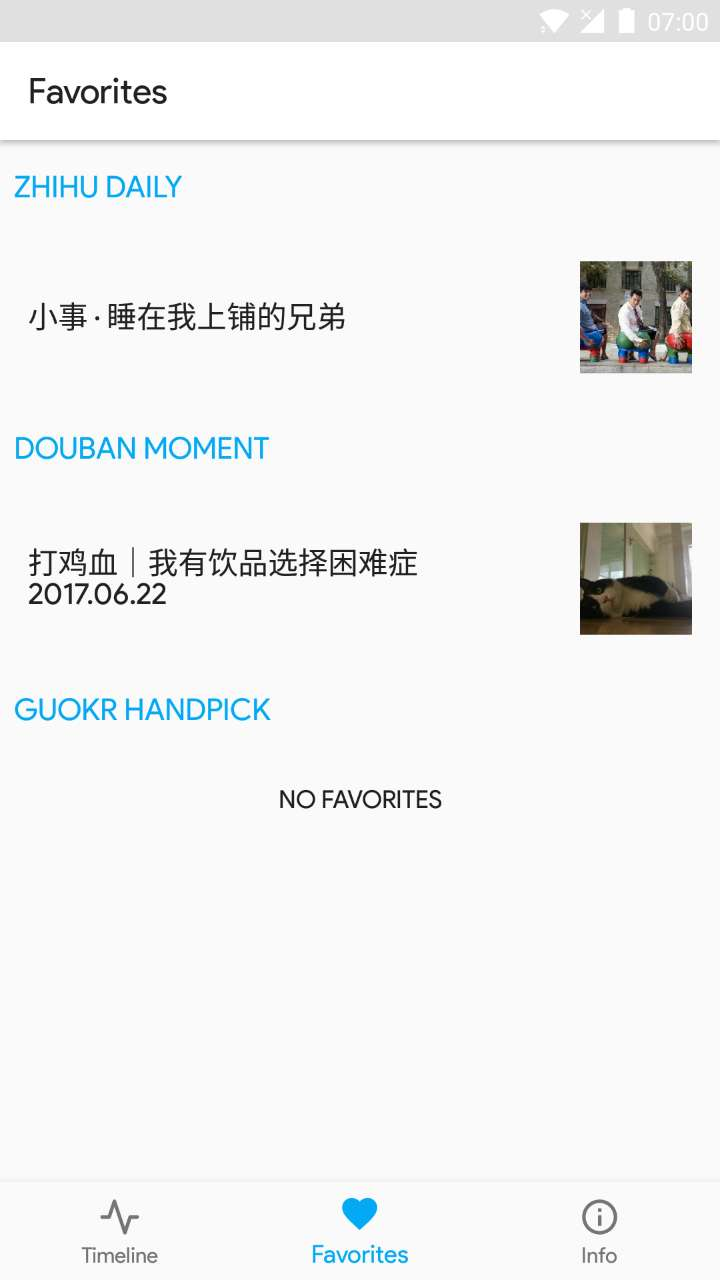 07:00
Favorites
ZHIHU DAILY
小事 · 睡在我上铺的兄弟
DOUBAN MOMENT
打鸡血｜我有饮品选择困难症
2017.06.22
GUOKR HANDPICK
NO FAVORITES
Timeline
Favorites
Info